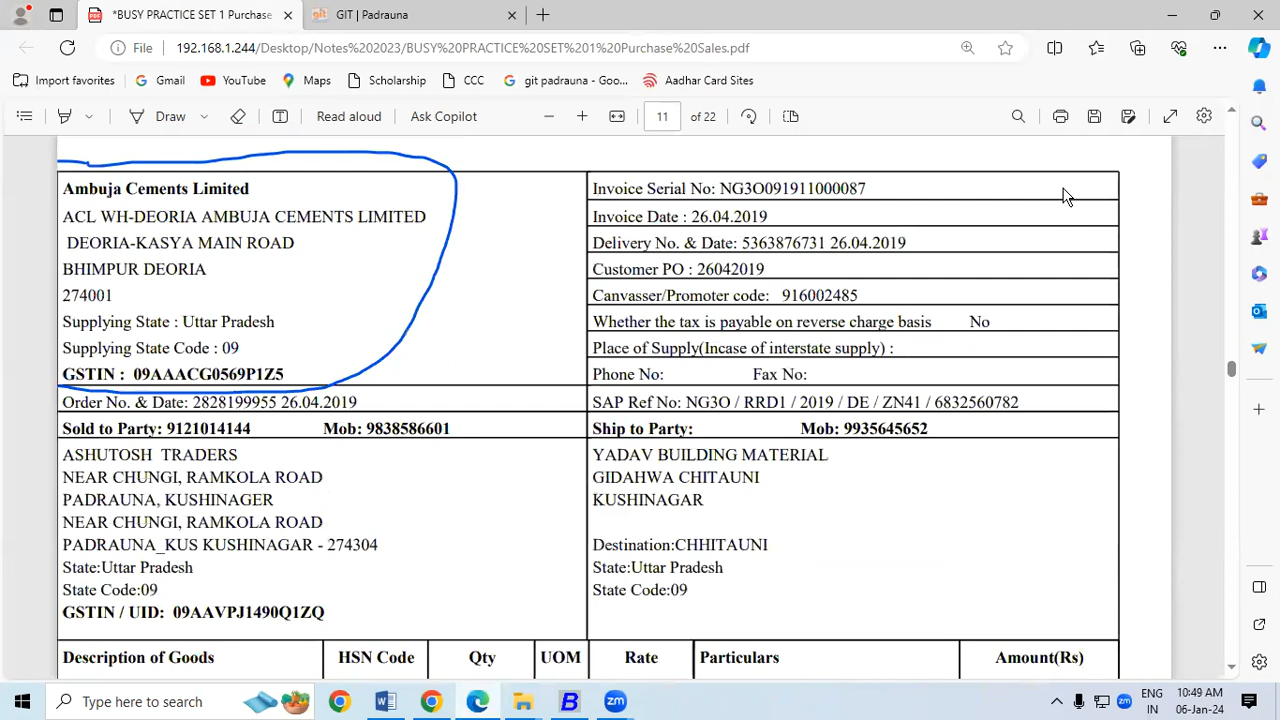 *BUSY PRACTICE SET 1 Purchase
GIT | Padrauna
File
192.168.1.244/Desktop/Notes%202023/BUSY%20PRACTICE%20SET%201%20Purchase%20Sales.pdf
Import favorites
Gmail
YouTube
Maps
Scholarship
CCC
git padrauna - Goo...
Aadhar Card Sites
Draw
Read aloud
Ask Copilot
11 of 22
Ambuja Cements Limited
ACL WH-DEORIA AMBUJA CEMENTS LIMITED
DEORIA-KASYA MAIN ROAD
BHIMPUR DEORIA
274001
Supplying State : Uttar Pradesh
Supplying State Code : 09
GSTIN : 09AAACG0569P1Z5
Invoice Serial No: NG3O091911000087
Invoice Date : 26.04.2019
Delivery No. & Date: 5363876731 26.04.2019
Customer PO : 26042019
Canvasser/Promoter code: 916002485
Whether the tax is payable on reverse charge basis No
Place of Supply(Incase of interstate supply) :
Phone No: Fax No:
Order No. & Date: 2828199955 26.04.2019
SAP Ref No: NG3O / RRD1 / 2019 / DE / ZN41 / 6832560782
Sold to Party: 9121014144 Mob: 9838586601
Ship to Party: Mob: 9935645652
ASHUTOSH TRADERS
NEAR CHUNGI, RAMKOLA ROAD
PADRAUNA, KUSHINAGER
NEAR CHUNGI, RAMKOLA ROAD
PADRAUNA_KUS KUSHINAGAR - 274304
State:Uttar Pradesh
State Code:09
GSTIN / UID: 09AAVPJ1490Q1ZQ
YADAV BUILDING MATERIAL
GIDAHWA CHITAUNI
KUSHINAGAR
Destination:CHHITAUNI
State:Uttar Pradesh
State Code:09
Description of Goods HSN Code Qty UOM Rate Particulars Amount(Rs)
Type here to search
ENG
IN
10:49 AM
06-Jan-24